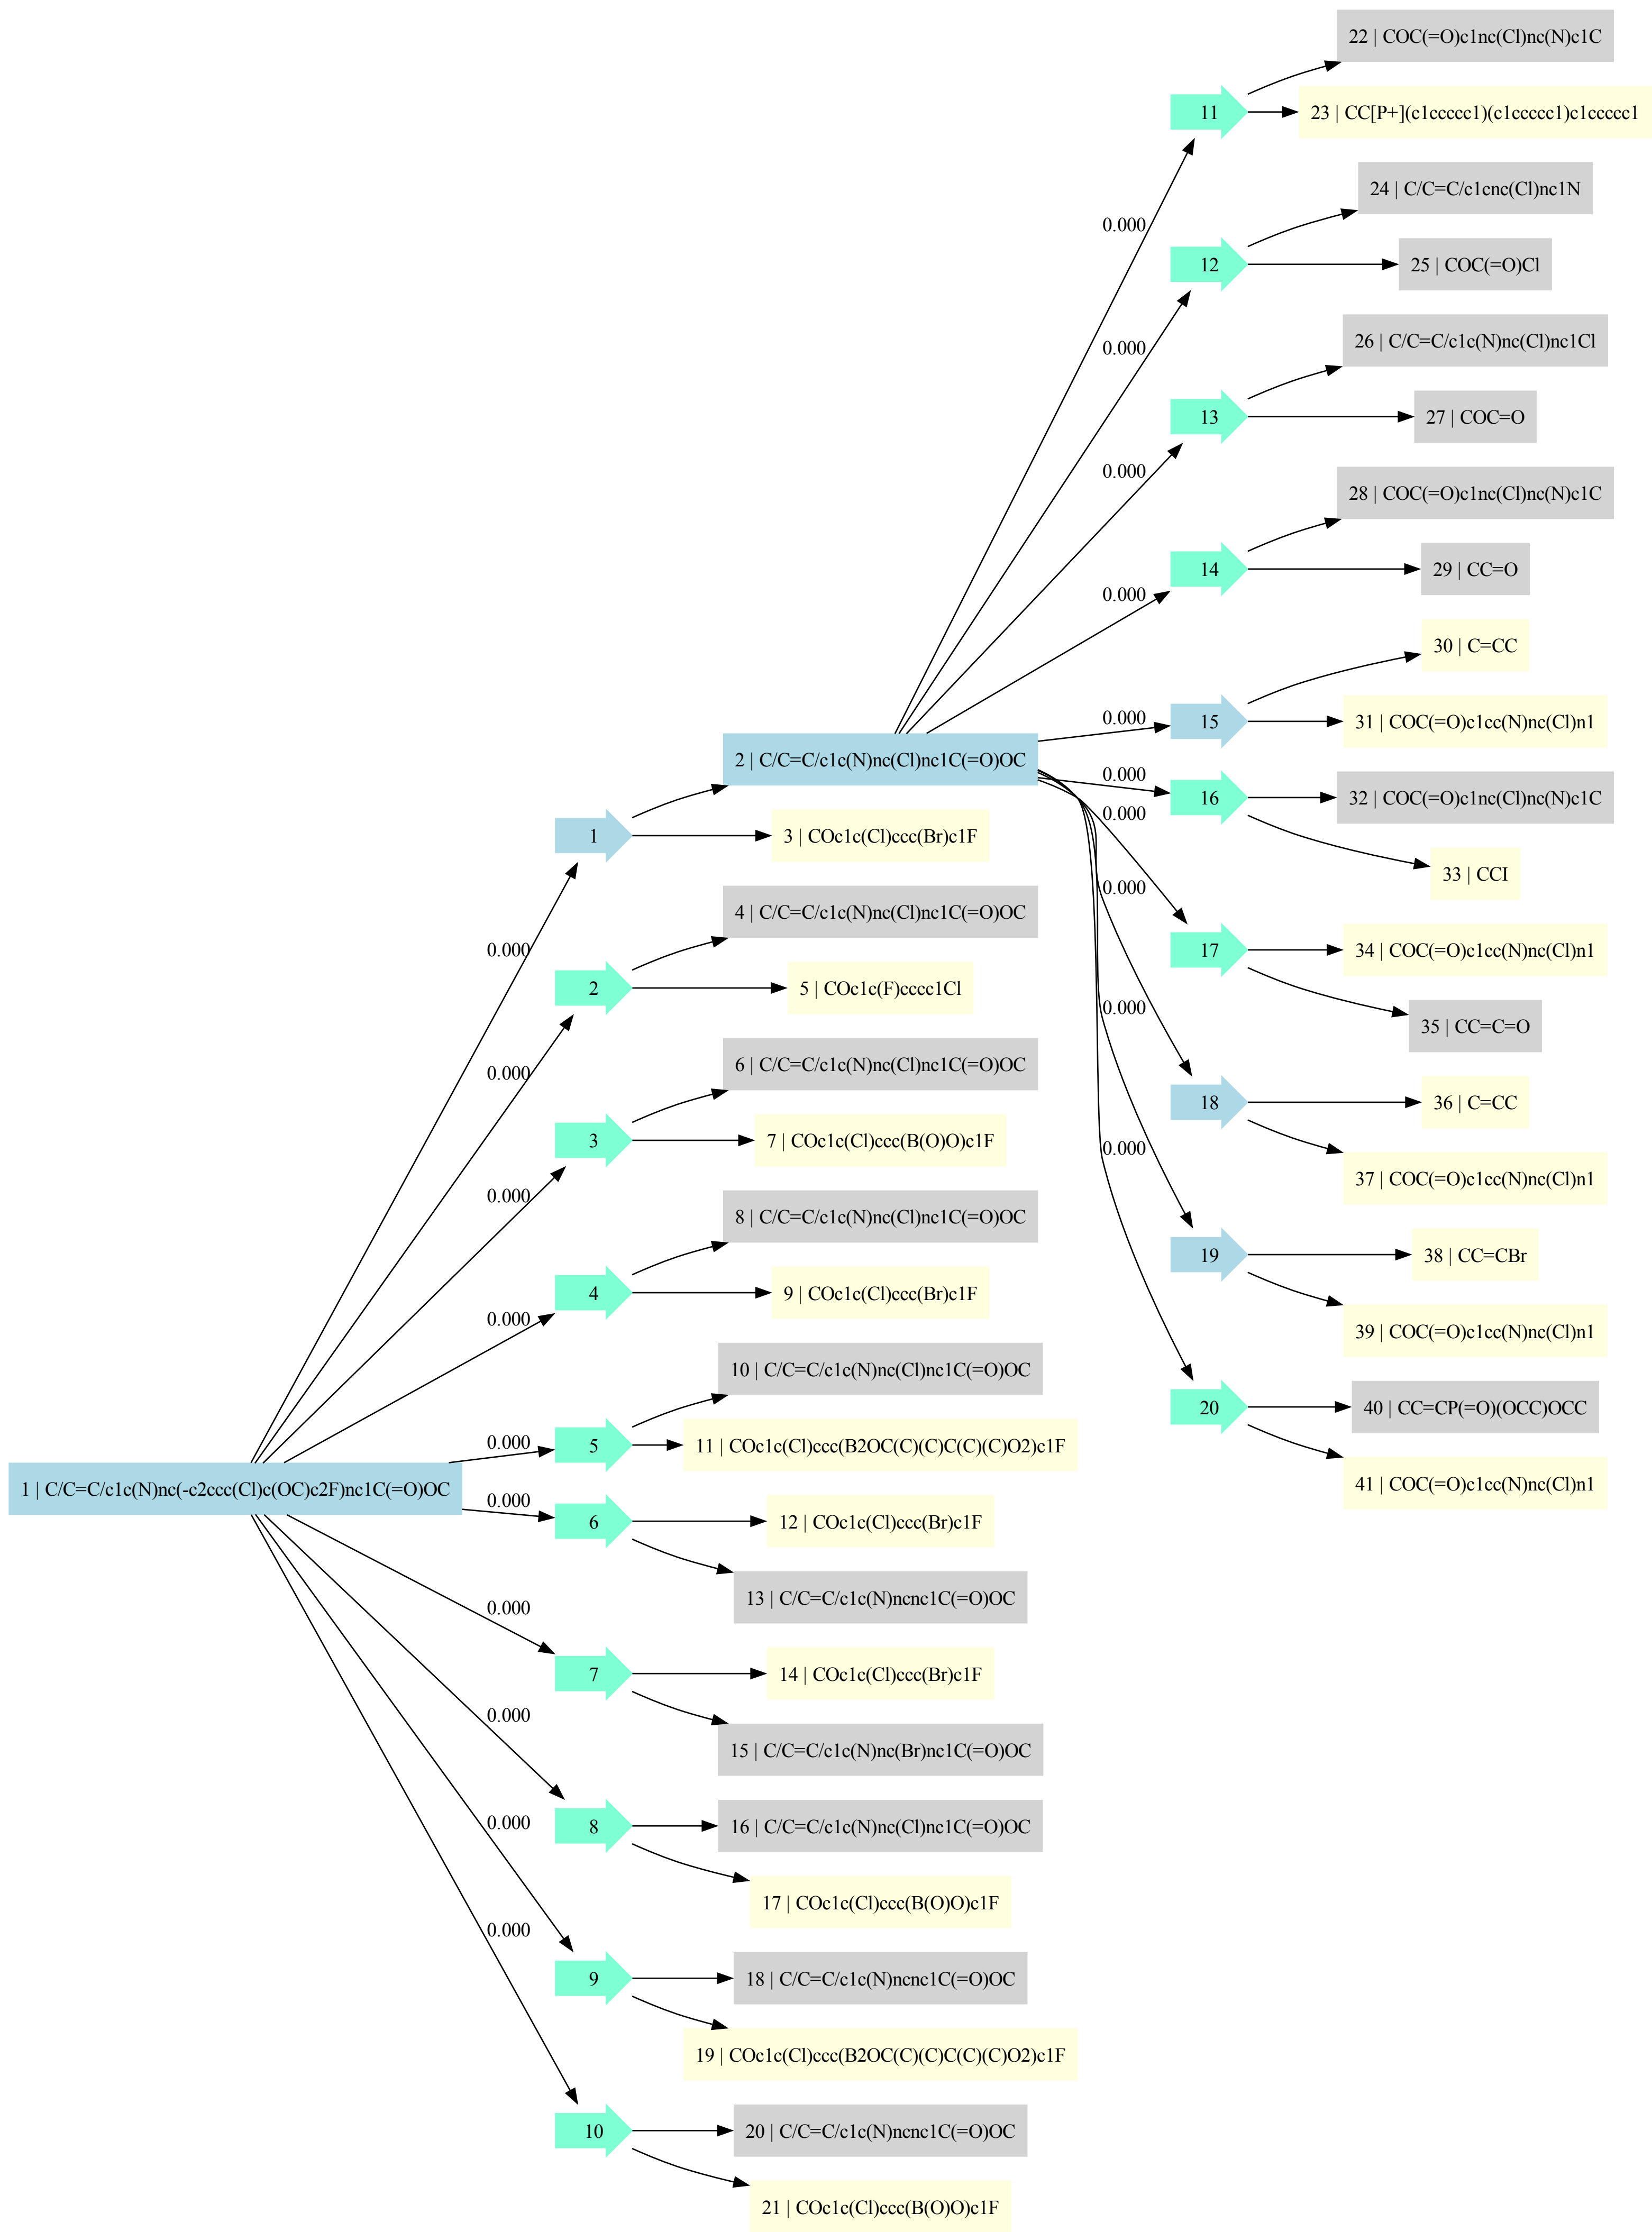 22 | COC(=O)c1nc(Cl)nc(N)c1C
11
23 | CC[P+](c1ccccc1)(c1ccccc1)c1ccccc1
24 | C/C=C/c1cnc(Cl)nc1N
0.000
12
25 | COC(=O)Cl
26 | C/C=C/c1c(N)nc(Cl)nc1Cl
0.000
13
27 | COC=O
0.000
28 | COC(=O)c1nc(Cl)nc(N)c1C
14
29 | CC=O
0.000
30 | C=CC
0.000
15
31 | COC(=O)c1cc(N)nc(Cl)n1
2 | C/C=C/c1c(N)nc(Cl)nc1C(=O)OC
0.000
16
32 | COC(=O)c1nc(Cl)nc(N)c1C
0.000
1
3 | COc1c(Cl)ccc(Br)c1F
33 | CCI
0.000
4 | C/C=C/c1c(N)nc(Cl)nc1C(=O)OC
0.000
17
34 | COC(=O)c1cc(N)nc(Cl)n1
2
5 | COc1c(F)cccc1Cl
0.000
35 | CC=C=O
6 | C/C=C/c1c(N)nc(Cl)nc1C(=O)OC
0.000
18
36 | C=CC
3
7 | COc1c(Cl)ccc(B(O)O)c1F
0.000
37 | COC(=O)c1cc(N)nc(Cl)n1
0.000
8 | C/C=C/c1c(N)nc(Cl)nc1C(=O)OC
19
38 | CC=CBr
4
9 | COc1c(Cl)ccc(Br)c1F
0.000
39 | COC(=O)c1cc(N)nc(Cl)n1
10 | C/C=C/c1c(N)nc(Cl)nc1C(=O)OC
20
40 | CC=CP(=O)(OCC)OCC
0.000
5
11 | COc1c(Cl)ccc(B2OC(C)(C)C(C)(C)O2)c1F
41 | COC(=O)c1cc(N)nc(Cl)n1
1 | C/C=C/c1c(N)nc(-c2ccc(Cl)c(OC)c2F)nc1C(=O)OC
0.000
6
12 | COc1c(Cl)ccc(Br)c1F
13 | C/C=C/c1c(N)ncnc1C(=O)OC
0.000
7
14 | COc1c(Cl)ccc(Br)c1F
0.000
15 | C/C=C/c1c(N)nc(Br)nc1C(=O)OC
0.000
8
16 | C/C=C/c1c(N)nc(Cl)nc1C(=O)OC
17 | COc1c(Cl)ccc(B(O)O)c1F
0.000
9
18 | C/C=C/c1c(N)ncnc1C(=O)OC
19 | COc1c(Cl)ccc(B2OC(C)(C)C(C)(C)O2)c1F
10
20 | C/C=C/c1c(N)ncnc1C(=O)OC
21 | COc1c(Cl)ccc(B(O)O)c1F